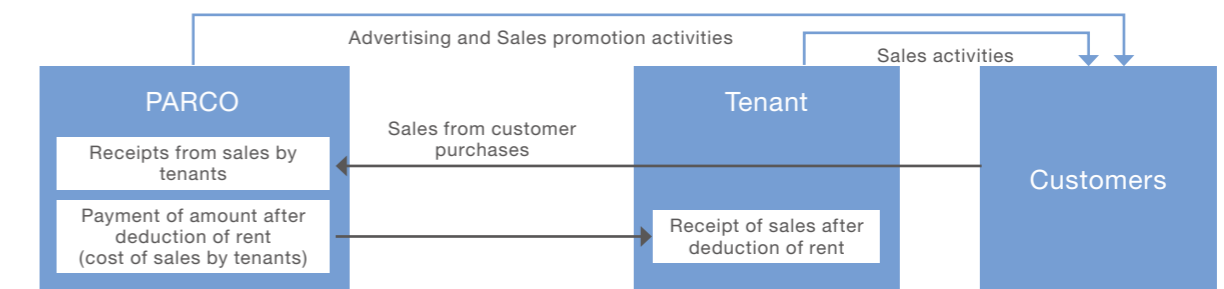 Advertising and Sales promotion activities
Sales activities
PARCO
Receipts from sales by
tenants
Payment of amount after
deduction of rent
(cost of sales by tenants)
Sales from customer
purchases
Tenant
Receipt of sales after
deduction of rent
Customers